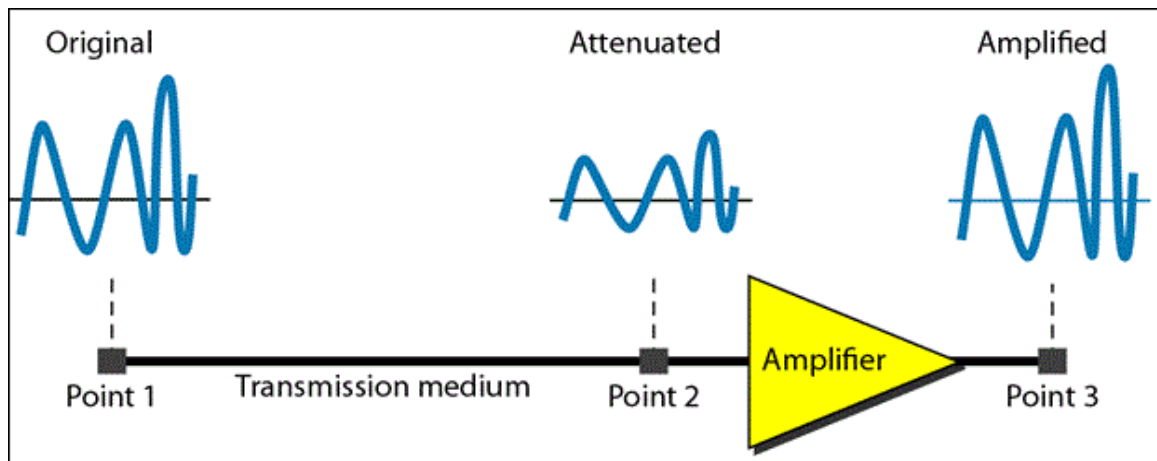 Original
Attenuated
Amplified
Amplifier
Transmission medium
Point 1
Point 2
Point 3